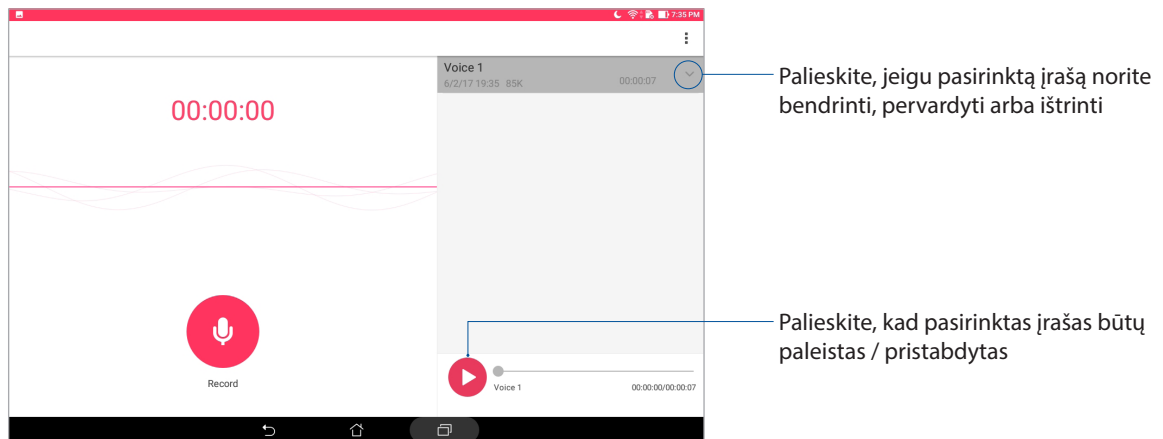 7:35 PM
Voice 1
6/2/17 19:35 85K
00:00:07
00:00:00
Record
Voice 1
00:00:00/00:00:07
Palieskite, jeigu pasirinktą įrašą norite
bendrinti, pervardyti arba ištrinti
Palieskite, kad pasirinktas įrašas būtų
paleistas / pristabdytas